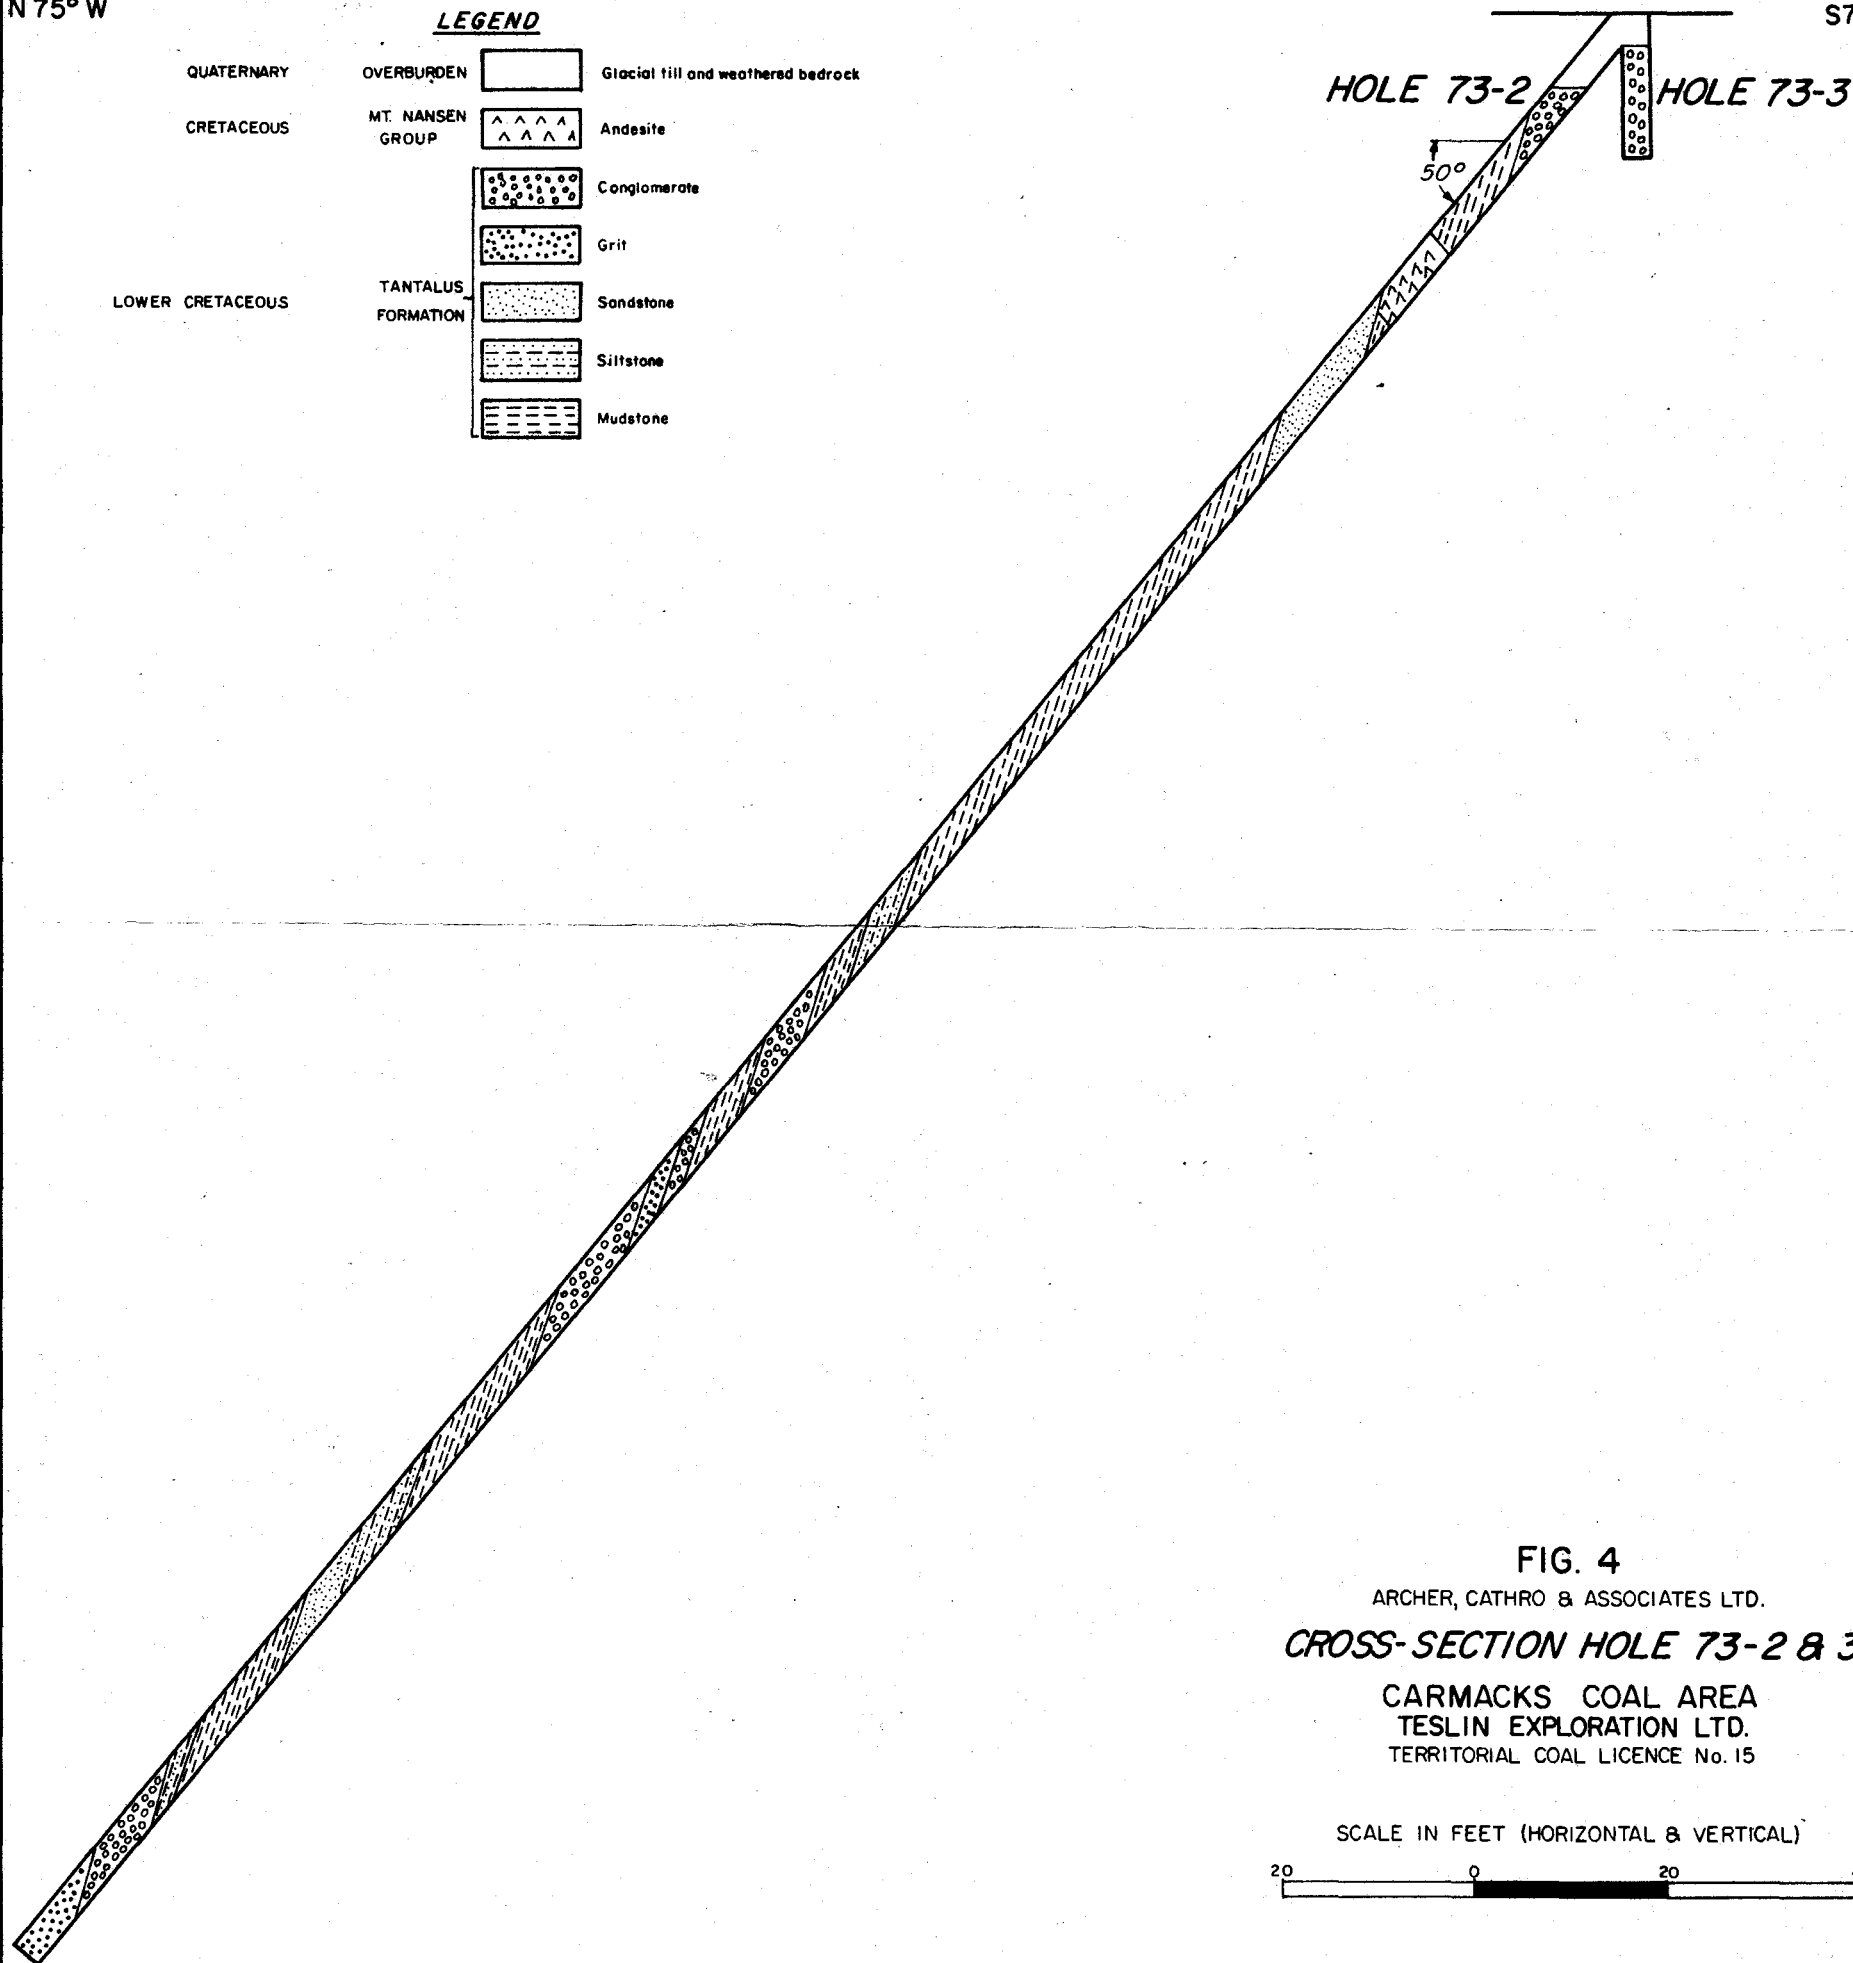 N 75° W
S7
LEGEND
QUATERNARY OVERBURDEN Glacial till and weathered bedrock
CRETACEOUS MT. NANSEN GROUP Andesite
Conglomerate
Grit
LOWER CRETACEOUS TANTALUS FORMATION Sandstone
Siltstone
Mudstone
HOLE 73-2
HOLE 73-3
50°
FIG. 4
ARCHER, CATHRO & ASSOCIATES LTD.
CROSS-SECTION HOLE 73-2 & 3
CARMACKS COAL AREA
TESLIN EXPLORATION LTD.
TERRITORIAL COAL LICENCE No. 15
SCALE IN FEET (HORIZONTAL & VERTICAL)
20 0 20